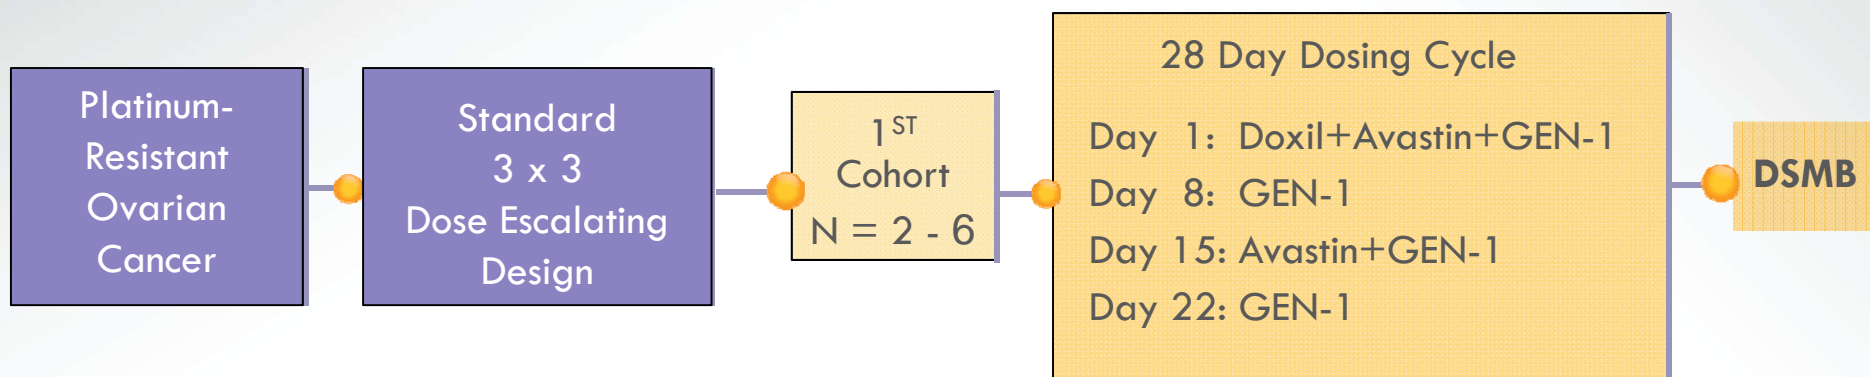 Platinum-
Resistant
Ovarian
Cancer
Standard
3 x 3
Dose Escalating
Design
1ST
Cohort
N = 2 - 6
28 Day Dosing Cycle
Day 1: Doxil+Avastin+GEN-1
Day 8: GEN-1
Day 15: Avastin+GEN-1
Day 22: GEN-1
DSMB